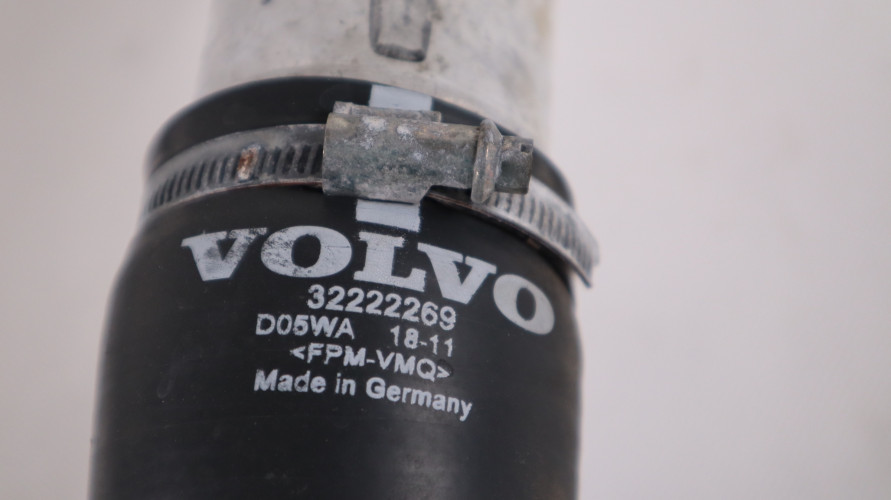 VOLVO
32222269
D05WA 18-11
<FPM-VMQ>
Made in Germany